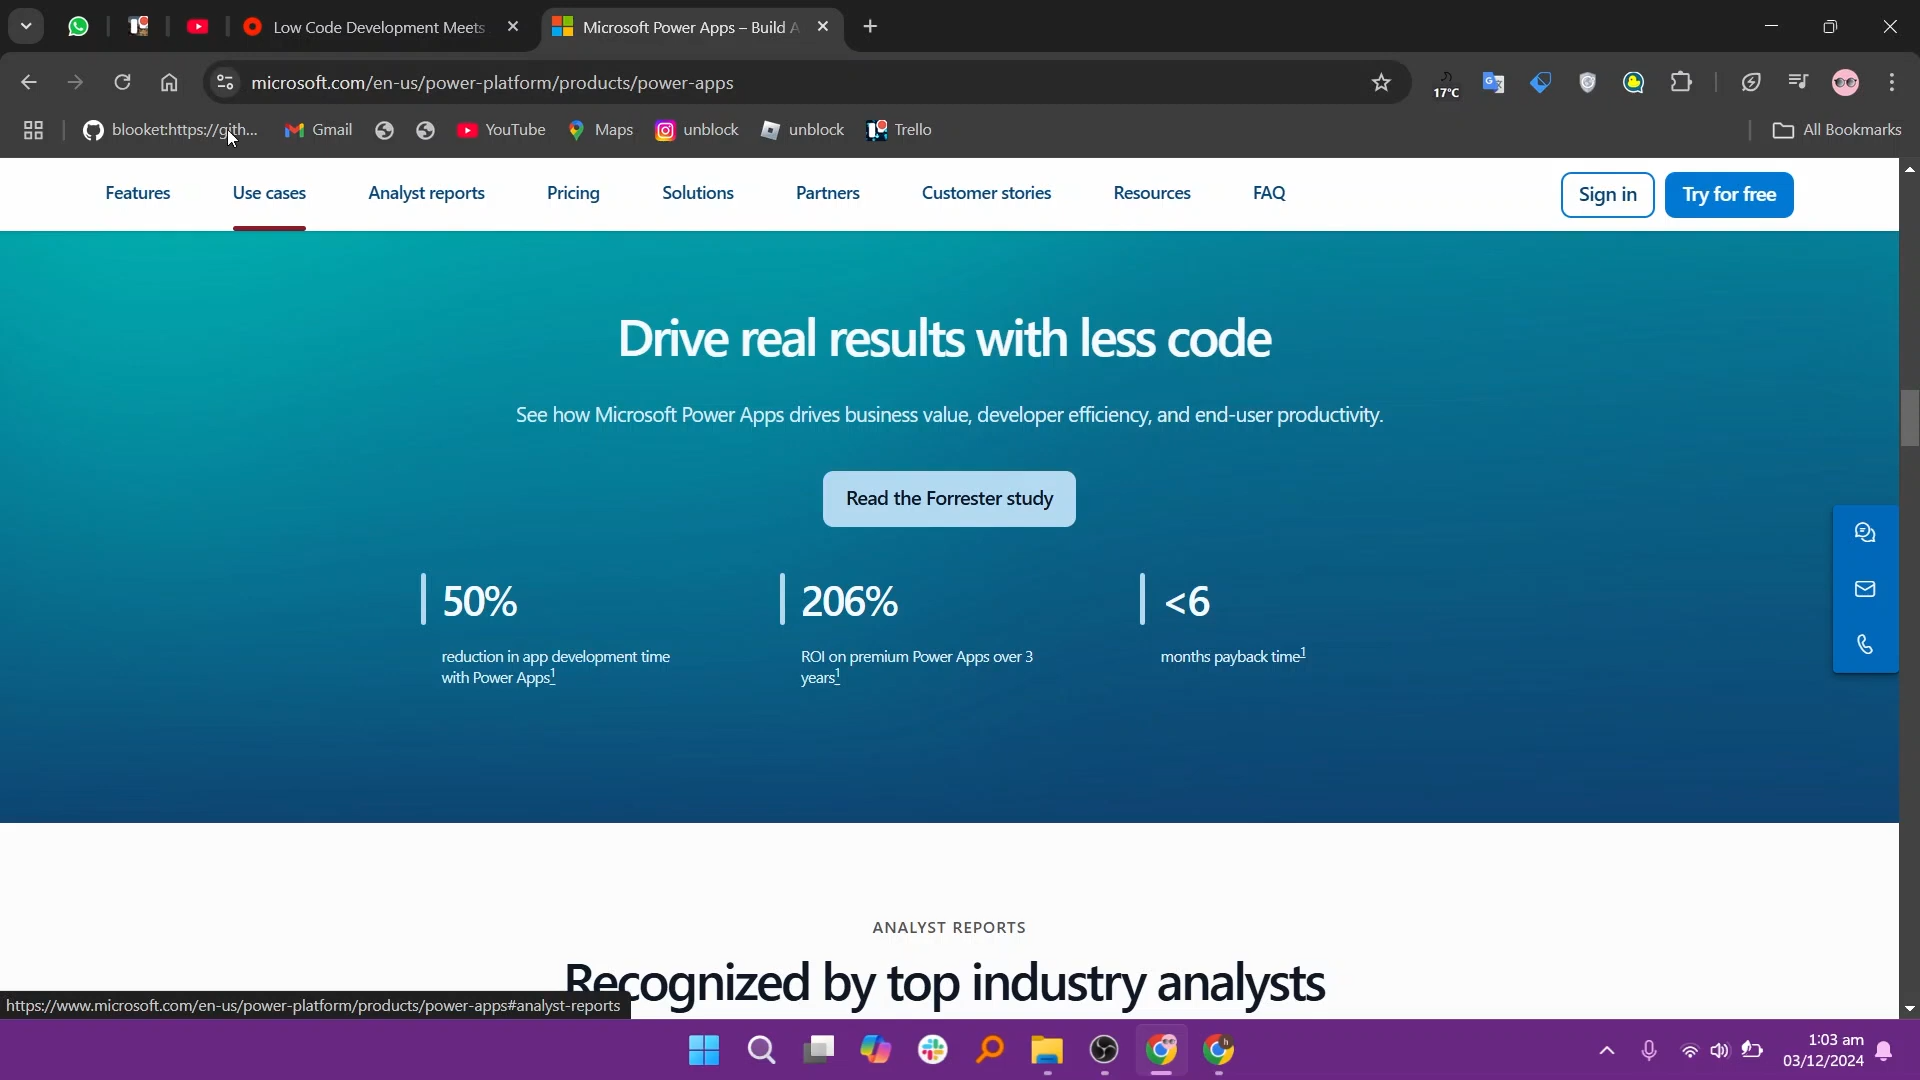 Low Code Development Meets
Microsoft Power Apps – Build A
microsoft.com/en-us/power-platform/products/power-apps
17°C
blooket:https://gith...
Gmail
YouTube
Maps
unblock
unblock
Trello
All Bookmarks
Features
Use cases
Analyst reports
Pricing
Solutions
Partners
Customer stories
Resources
FAQ
Sign in
Try for free
Drive real results with less code
See how Microsoft Power Apps drives business value, developer efficiency, and end-user productivity.
Read the Forrester study
50%
reduction in app development time
with Power Apps1
206%
ROI on premium Power Apps over 3
years1
<6
months payback time1
ANALYST REPORTS
Recognized by top industry analysts
https://www.microsoft.com/en-us/power-platform/products/power-apps#analyst-reports
1:03 am
03/12/2024